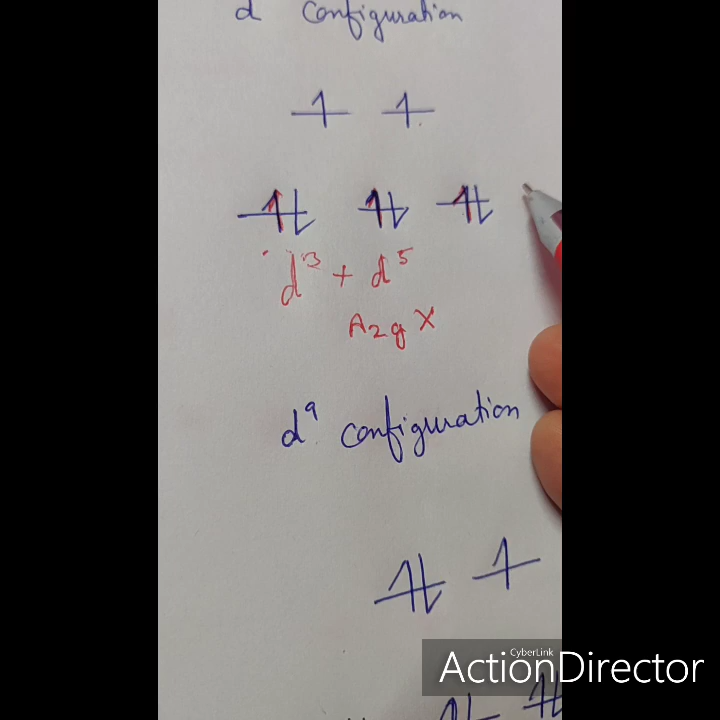 d configuration
d³ + d⁵
A₂g X
d⁹ configuration
CyberLink
ActionDirector